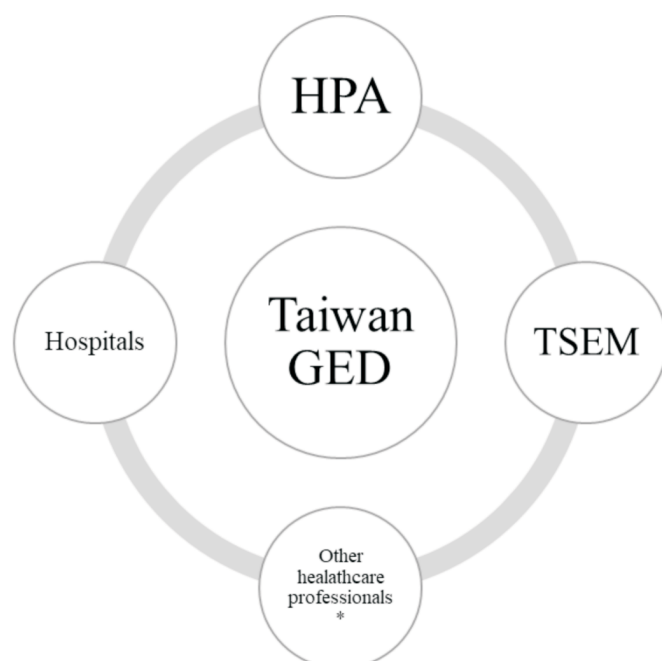 HPA
Hospitals
Taiwan
GED
TSEM
Other
healathcare
professionals
*